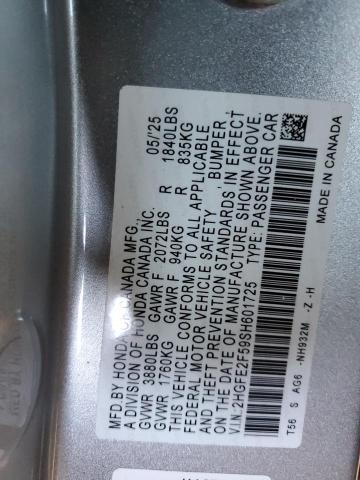 MFD.BY HONDA OF CANADA MFG., 05/'25
A DIVISION OF HONDA CANADA INC.
GVWR 3880LBS GAWR F 2072LBS R 1840LBS
GVWR 1760KG GAWR F 940KG R 835KG
THIS VEHICLE CONFORMS TO ALL APPLICABLE
FEDERAL MOTOR VEHICLE SAFETY, BUMPER,
AND THEFT PREVENTION STANDARDS IN EFFECT
ON THE DATE OF MANUFACTURE SHOWN ABOVE.
V.I.N: 2HGFE2F59SH601725 TYPE: PASSENGER CAR
T56 S AG6 -NH932M -Z -H
MADE IN CANADA